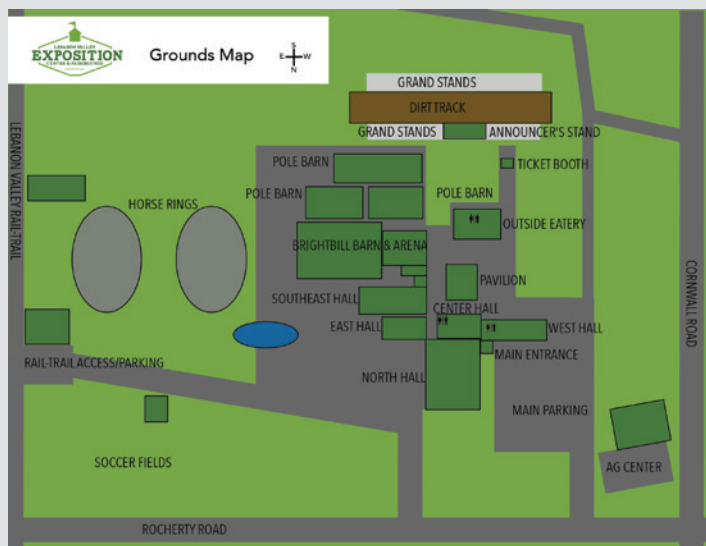 LEBANON VALLEY
EXPOSITION
CENTER & FAIRGROUNDS
Grounds Map
S
E W
N
GRAND STANDS
DIRT TRACK
GRAND STANDS
ANNOUNCER'S STAND
TICKET BOOTH
POLE BARN
POLE BARN
POLE BARN
LEBANON VALLEY RAIL-TRAIL
HORSE RINGS
OUTSIDE EATERY
BRIGHTBILL BARN & ARENA
CORNWALL ROAD
PAVILION
SOUTHEAST HALL
CENTER HALL
EAST HALL
WEST HALL
MAIN ENTRANCE
RAIL-TRAIL ACCESS/PARKING
NORTH HALL
MAIN PARKING
SOCCER FIELDS
AG CENTER
ROCHERTY ROAD